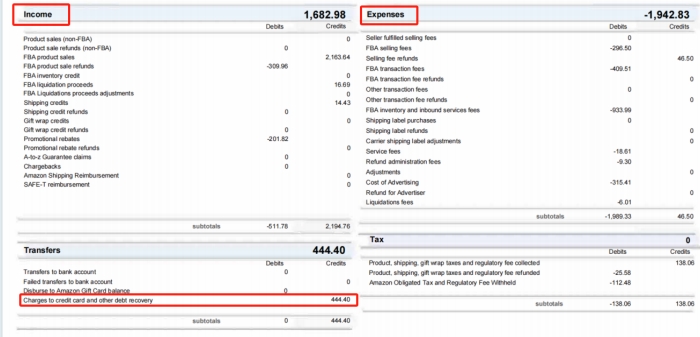 Income 1,682.98
Debits Credits
Product sales (non-FBA) 0
Product sale refunds (non-FBA) 0
FBA product sales 2,163.64
FBA product sale refunds -309.96
FBA inventory credit 0
FBA liquidation proceeds 16.69
FBA Liquidations proceeds adjustments 0
Shipping credits 14.43
Shipping credit refunds 0
Gift wrap credits 0
Gift wrap credit refunds 0
Promotional rebates -201.82
Promotional rebate refunds 0
A-to-z Guarantee claims 0
Chargebacks 0
Amazon Shipping Reimbursement 0
SAFE-T reimbursement 0
subtotals -511.78 2,194.76
Transfers 444.40
Debits Credits
Transfers to bank account 0
Failed transfers to bank account 0
Disburse to Amazon Gift Card balance 0
Charges to credit card and other debt recovery 444.40
subtotals 0 444.40
Expenses -1,942.83
Debits Credits
Seller fulfilled selling fees 0
FBA selling fees -296.50
Selling fee refunds 46.50
FBA transaction fees -409.51
FBA transaction fee refunds 0
Other transaction fees 0
Other transaction fee refunds 0
FBA inventory and inbound services fees -933.99
Shipping label purchases 0
Shipping label refunds 0
Carrier shipping label adjustments 0
Service fees -18.61
Refund administration fees -9.30
Adjustments 0
Cost of Advertising -315.41
Refund for Advertiser 0
Liquidations fees -6.01
subtotals -1,989.33 46.50
Tax 0
Debits Credits
Product, shipping, gift wrap taxes and regulatory fee collected 138.06
Product, shipping, gift wrap taxes and regulatory fee refunded -25.58
Amazon Obligated Tax and Regulatory Fee Withheld -112.48
subtotals -138.06 138.06